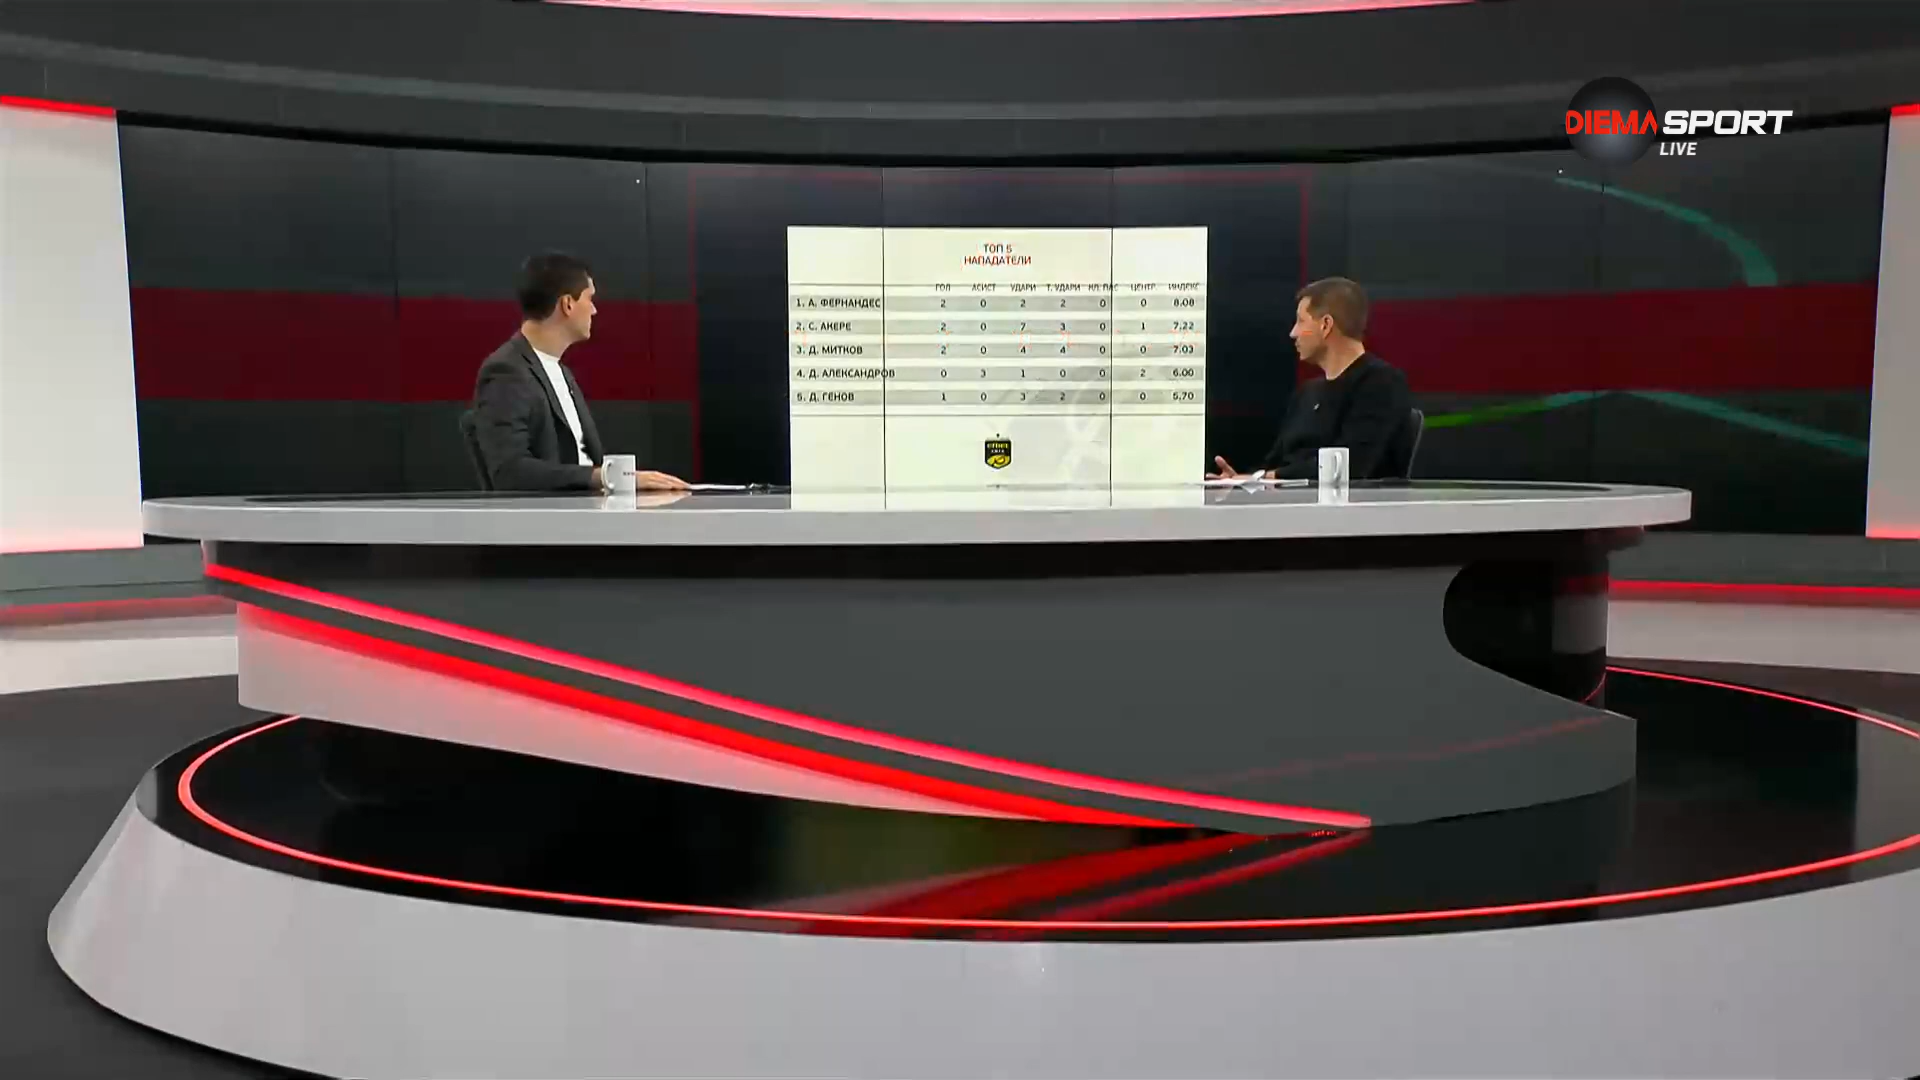 DIEMA SPORT
LIVE
ТОП 5
НАПАДАТЕЛИ
ГОЛ АСИСТ УДАРИ Т. УДАРИ КЛ. ПАС ЦЕНТР. ИНДЕКС
1. А. ФЕРНАНДЕС 2 0 2 2 0 0 8.08
2. С. АКЕРЕ 2 0 7 3 0 1 7.22
3. Д. МИТКОВ 2 0 4 4 0 0 7.03
4. Д. АЛЕКСАНДРОВ 0 3 1 0 0 2 6.00
5. Д. ГЕНОВ 1 0 3 2 0 0 5.70
efbet